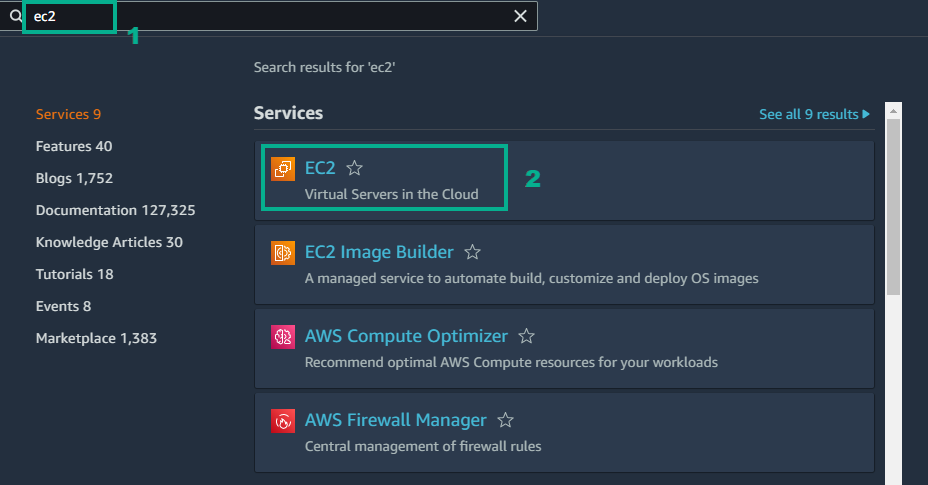 ec2
1
Search results for 'ec2'
Services 9
Features 40
Blogs 1,752
Documentation 127,325
Knowledge Articles 30
Tutorials 18
Events 8
Marketplace 1,383
Services
See all 9 results
EC2
Virtual Servers in the Cloud
2
EC2 Image Builder
A managed service to automate build, customize and deploy OS images
AWS Compute Optimizer
Recommend optimal AWS Compute resources for your workloads
AWS Firewall Manager
Central management of firewall rules